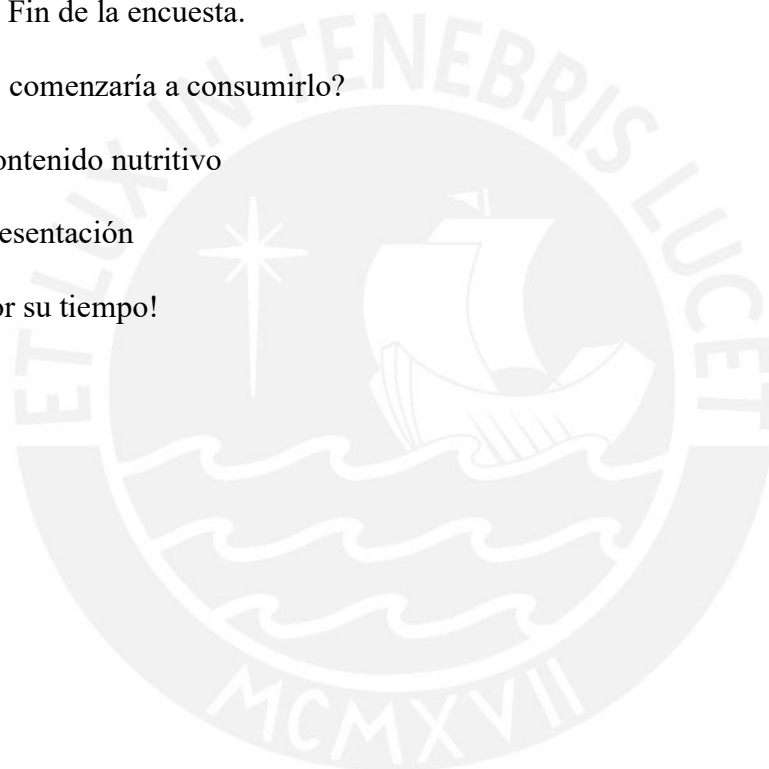 Fin de la encuesta.
comenzaría a consumirlo?
ontenido nutritivo
esentación
or su tiempo!
ET LUX IN TENEBRIS LUCET
MCMXVII